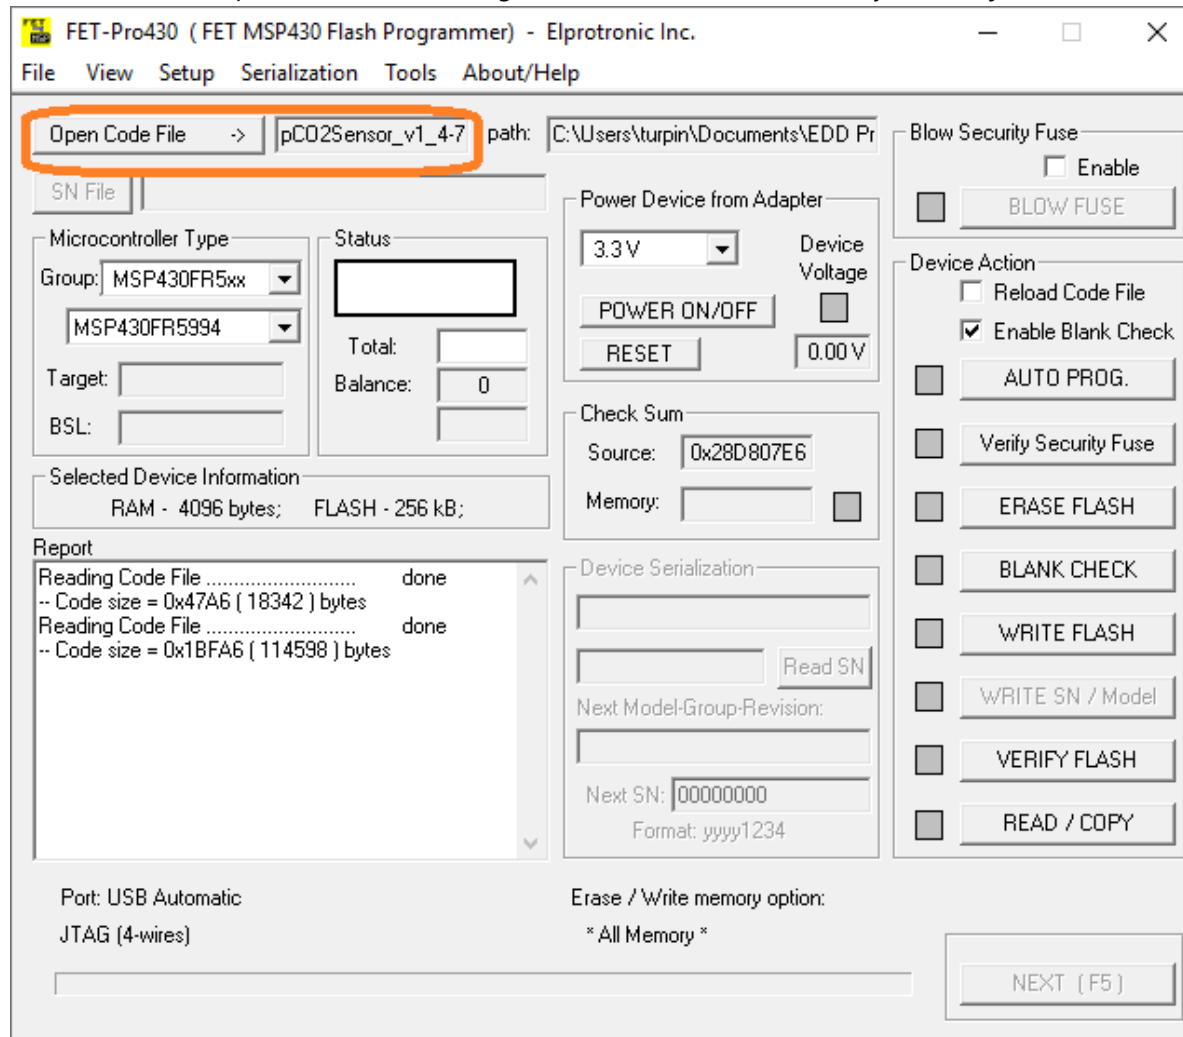 FET-Pro430 ( FET MSP430 Flash Programmer) - Elprotronic Inc.
File View Setup Serialization Tools About/Help
Open Code File -> pCO2Sensor_v1_4-7 path: C:\Users\turpin\Documents\EDD Pr
SN File
Microcontroller Type
Group: MSP430FR5xx
MSP430FR5994
Target:
BSL:
Status
Total:
Balance: 0
Selected Device Information
RAM - 4096 bytes; FLASH - 256 kB;
Report
Reading Code File ........................... done
-- Code size = 0x47A6 ( 18342 ) bytes
Reading Code File ........................... done
-- Code size = 0x1BFA6 ( 114598 ) bytes
Power Device from Adapter
3.3 V
Device
Voltage
POWER ON/OFF
RESET
0.00 V
Check Sum
Source: 0x28D807E6
Memory:
Device Serialization
Read SN
Next Model-Group-Revision:
Next SN: 00000000
Format: yyyy1234
Blow Security Fuse
Enable
BLOW FUSE
Device Action
Reload Code File
Enable Blank Check
AUTO PROG.
Verify Security Fuse
ERASE FLASH
BLANK CHECK
WRITE FLASH
WRITE SN / Model
VERIFY FLASH
READ / COPY
Port: USB Automatic
JTAG (4-wires)
Erase / Write memory option:
* All Memory *
NEXT ( F5 )